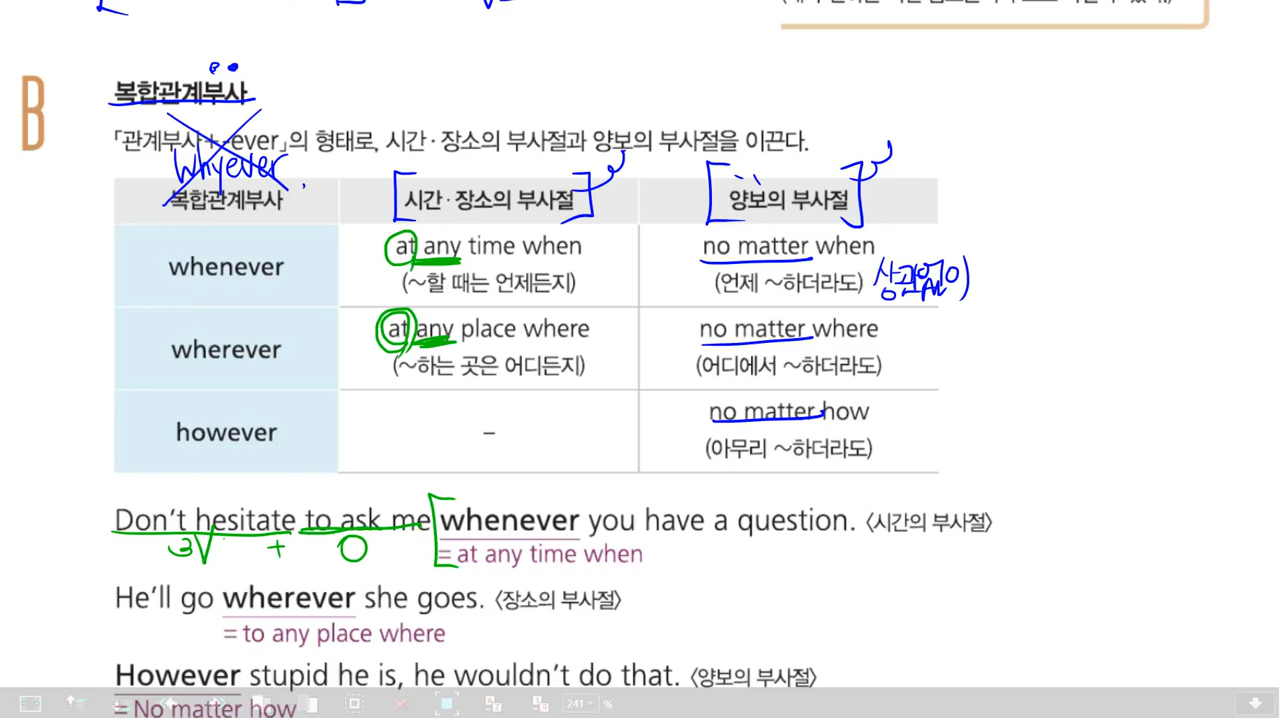 B
복합관계부사
「관계부사+-ever」의 형태로, 시간·장소의 부사절과 양보의 부사절을 이끈다.
whyever
복합관계부사 시간·장소의 부사절 양보의 부사절
whenever at any time when no matter when
(~할 때는 언제든지) (언제 ~하더라도) 상관없이
wherever at any place where no matter where
(~하는 곳은 어디든지) (어디에서 ~하더라도)
however – no matter how
(아무리 ~하더라도)
Don't hesitate to ask me whenever you have a question. 〈시간의 부사절〉
3V + O = at any time when
He'll go wherever she goes. 〈장소의 부사절〉
= to any place where
However stupid he is, he wouldn't do that. 〈양보의 부사절〉
= No matter how
241 %